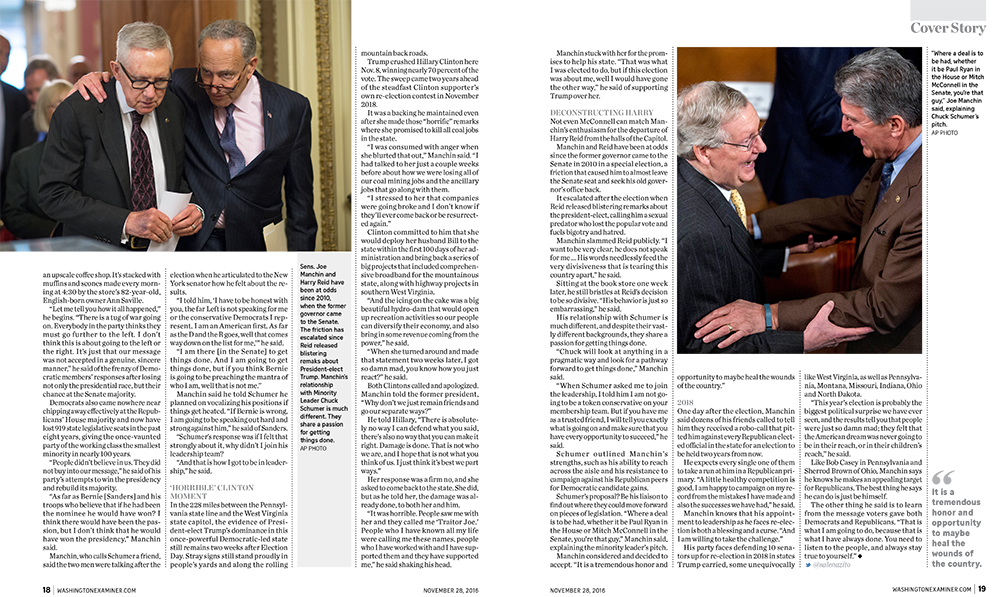 an upscale coffee shop. It's stacked with
muffins and scones made every morn-
ing at 4:30 by the store's 82-year-old,
English-born owner Ann Saville.
"Let me tell you how it all happened,"
he begins. "There is a tug of war going
on. Everybody in the party thinks they
must go further to the left. I don't
think this is about going to the left or
the right. It's just that our message
was not accepted in a genuine, sincere
manner," he said of the frenzy of Demo-
cratic members' responses after losing
not only the presidential race, but their
chance at the Senate majority.
Democrats also came nowhere near
chipping away effectively at the Repub-
licans' House majority and now have
lost 919 state legislative seats in the past
eight years, giving the once-vaunted
party of the working class the smallest
minority in nearly 100 years.
"People didn't believe in us. They did
not buy into our message," he said of his
party's attempts to win the presidency
and rebuild its majority.
"As far as Bernie [Sanders] and his
troops who believe that if he had been
the nominee he would have won? I
think there would have been the pas-
sion, but I don't think that he would
have won the presidency," Manchin
said.
Manchin, who calls Schumer a friend,
said the two men were talking after the
election when he articulated to the New
York senator how he felt about the re-
sults.
"I told him, 'I have to be honest with
you, the far Left is not speaking for me
or the conservative Democrats I rep-
resent. I am an American first. As far
as the D and the R goes, well that comes
way down on the list for me,'" he said.
"I am there [in the Senate] to get
things done. And I am going to get
things done, but if you think Bernie
is going to be preaching the mantra of
who I am, well that is not me."
Manchin said he told Schumer he
planned on vocalizing his positions if
things get heated. "If Bernie is wrong,
I am going to be speaking out hard and
strong against him," he said of Sanders.
"Schumer's response was if I felt that
strongly about it, why didn't I join his
leadership team?
"And that is how I got to be in leader-
ship," he said.
'HORRIBLE' CLINTON
MOMENT
In the 228 miles between the Pennsyl-
vania state line and the West Virginia
state capitol, the evidence of Presi-
dent-elect Trump's dominance in this
once-powerful Democratic-led state
still remains two weeks after Election
Day. Stray signs still stand proudly in
people's yards and along the rolling
Sens. Joe
Manchin and
Harry Reid have
been at odds
since 2010,
when the former
governor came
to the Senate.
The friction has
escalated since
Reid released
blistering
remaks about
President-elect
Trump. Manchin's
relationship
with Minority
Leader Chuck
Schumer is much
different. They
share a passion
for getting
things done.
AP PHOTO
mountain back roads.
Trump crushed Hillary Clinton here
Nov. 8, winning nearly 70 percent of the
vote. The sweep came two years ahead
of the steadfast Clinton supporter's
own re-election contest in November
2018.
It was a backing he maintained even
after she made those "horrific" remarks
where she promised to kill all coal jobs
in the state.
"I was consumed with anger when
she blurted that out," Manchin said. "I
had talked to her just a couple weeks
before about how we were losing all of
our coal mining jobs and the ancillary
jobs that go along with them.
"I stressed to her that companies
were going broke and I don't know if
they'll ever come back or be resurrect-
ed again."
Clinton committed to him that she
would deploy her husband Bill to the
state within the first 100 days of her ad-
ministration and bring back a series of
big projects that included comprehen-
sive broadband for the mountainous
state, along with highway projects in
southern West Virginia.
"And the icing on the cake was a big
beautiful hydro-dam that would open
up recreation activities so our people
can diversify their economy, and also
bring in some revenue coming from the
power," he said.
"When she turned around and made
that statement two weeks later, I got
so damn mad, you know how you just
react?" he said.
Both Clintons called and apologized.
Manchin told the former president,
"Why don't we just remain friends and
go our separate ways?"
He told Hillary, "There is absolute-
ly no way I can defend what you said,
there's also no way that you can make it
right. Damage is done. That is not who
we are, and I hope that is not what you
think of us. I just think it's best we part
ways."
Her response was a firm no, and she
asked to come back to the state. She did,
but as he told her, the damage was al-
ready done, to both her and him.
"It was horrible. People saw me with
her and they called me 'Traitor Joe.'
People who I have known all my life
were calling me these names, people
who I have worked with and I have sup-
ported them and they have supported
me," he said shaking his head.
18 | WASHINGTONEXAMINER.COM
NOVEMBER 28, 2016
Cover Story
Manchin stuck with her for the prom-
ises to help his state. "That was what
I was elected to do, but if this election
was about me, well I would have gone
the other way," he said of supporting
Trump over her.
DECONSTRUCTING HARRY
Not even McConnell can match Man-
chin's enthusiasm for the departure of
Harry Reid from the halls of the Capitol.
Manchin and Reid have been at odds
since the former governor came to the
Senate in 2010 in a special election, a
friction that caused him to almost leave
the Senate seat and seek his old gover-
nor's office back.
It escalated after the election when
Reid released blistering remarks about
the president-elect, calling him a sexual
predator who lost the popular vote and
fuels bigotry and hatred.
Manchin slammed Reid publicly. "I
want to be very clear, he does not speak
for me ... His words needlessly feed the
very divisiveness that is tearing this
country apart," he said.
Sitting at the book store one week
later, he still bristles at Reid's decision
to be so divisive. "His behavior is just so
embarrassing," he said.
His relationship with Schumer is
much different, and despite their vast-
ly different backgrounds, they share a
passion for getting things done.
"Chuck will look at anything in a
pragmatic way and look for a pathway
forward to get things done," Manchin
said.
"When Schumer asked me to join
the leadership, I told him I am not go-
ing to be a token conservative on your
membership team. But if you have me
as a trusted friend, I will tell you exactly
what is going on and make sure that you
have every opportunity to succeed," he
said.
Schumer outlined Manchin's
strengths, such as his ability to reach
across the aisle and his resistance to
campaign against his Republican peers
for Democratic candidate gains.
Schumer's proposal? Be his liaison to
find out where they could move forward
on pieces of legislation. "Where a deal
is to be had, whether it be Paul Ryan in
the House or Mitch McConnell in the
Senate, you're that guy," Manchin said,
explaining the minority leader's pitch.
Manchin considered and decided to
accept. "It is a tremendous honor and
opportunity to maybe heal the wounds
of the country."
2018
One day after the election, Manchin
said dozens of his friends called to tell
him they received a robo-call that pit-
ted him against every Republican elect-
ed official in the state for an election to
be held two years from now.
He expects every single one of them
to take a run at him in a Republican pri-
mary. "A little healthy competition is
good, I am happy to campaign on my re-
cord from the mistakes I have made and
also the successes we have had," he said.
Manchin knows that his appoint-
ment to leadership as he faces re-elec-
tion is both a blessing and a curse. "And
I am willing to take the challenge."
His party faces defending 10 sena-
tors up for re-election in 2018 in states
Trump carried, some unequivocally
like West Virginia, as well as Pennsylva-
nia, Montana, Missouri, Indiana, Ohio
and North Dakota.
"This year's election is probably the
biggest political surprise we have ever
seen, and the results tell you that people
were just so damn mad; they felt that
the American dream was never going to
be in their reach, or in their children's
reach," he said.
Like Bob Casey in Pennsylvania and
Sherrod Brown of Ohio, Manchin says
he knows he makes an appealing target
for Republicans. The best thing he says
he can do is just be himself.
The other thing he said is to learn
from the message voters gave both
Democrats and Republicans. "That is
what I am going to do, because that is
what I have always done. You need to
listen to the people, and always stay
true to yourself." ◆
@salenazito
"Where a deal is to
be had, whether
it be Paul Ryan in
the House or Mitch
McConnell in the
Senate, you're that
guy," Joe Manchin
said, explaining
Chuck Schumer's
pitch.
AP PHOTO
“
It is a
tremendous
honor and
opportunity
to maybe
heal the
wounds of
the country.
NOVEMBER 28, 2016
WASHINGTONEXAMINER.COM | 19